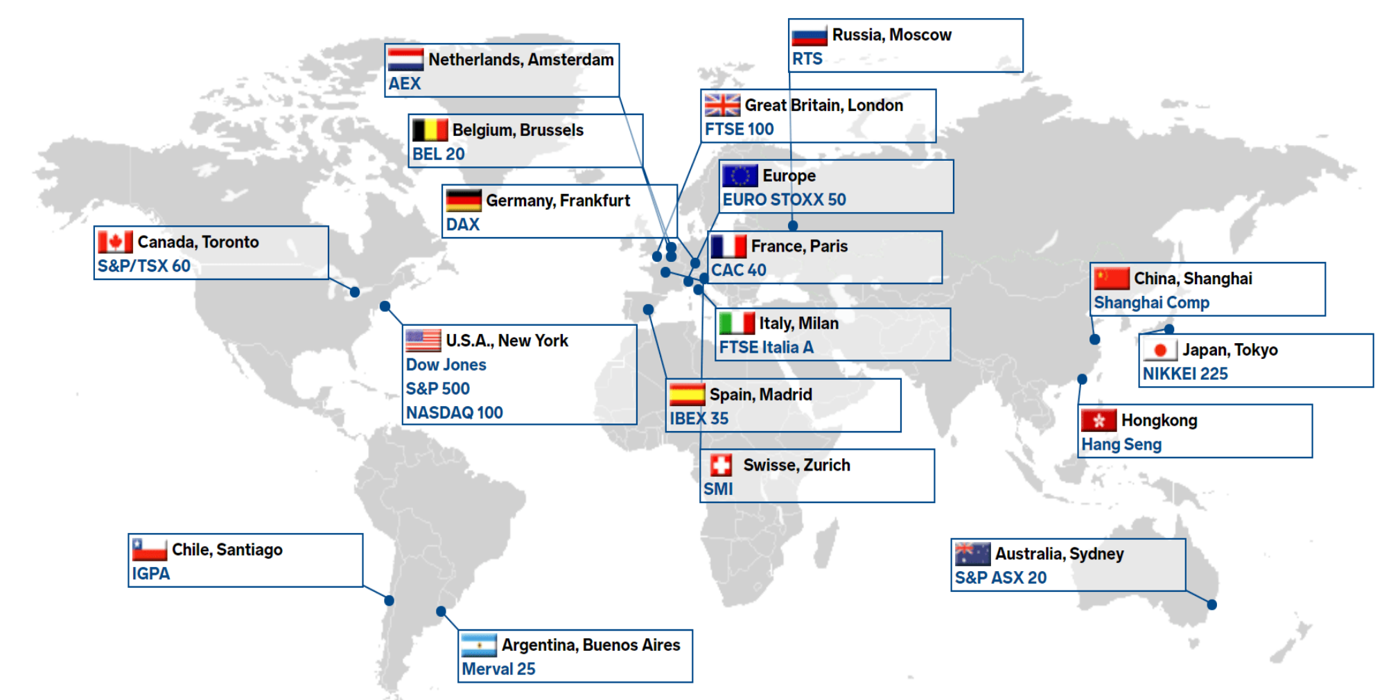 Russia, Moscow
RTS
Netherlands, Amsterdam
AEX
Great Britain, London
FTSE 100
Belgium, Brussels
BEL 20
Europe
EURO STOXX 50
Germany, Frankfurt
DAX
Canada, Toronto
S&P/TSX 60
France, Paris
CAC 40
China, Shanghai
Shanghai Comp
U.S.A., New York
Dow Jones
S&P 500
NASDAQ 100
Italy, Milan
FTSE Italia A
Japan, Tokyo
NIKKEI 225
Spain, Madrid
IBEX 35
Hongkong
Hang Seng
Swisse, Zurich
SMI
Chile, Santiago
IGPA
Australia, Sydney
S&P ASX 20
Argentina, Buenos Aires
Merval 25